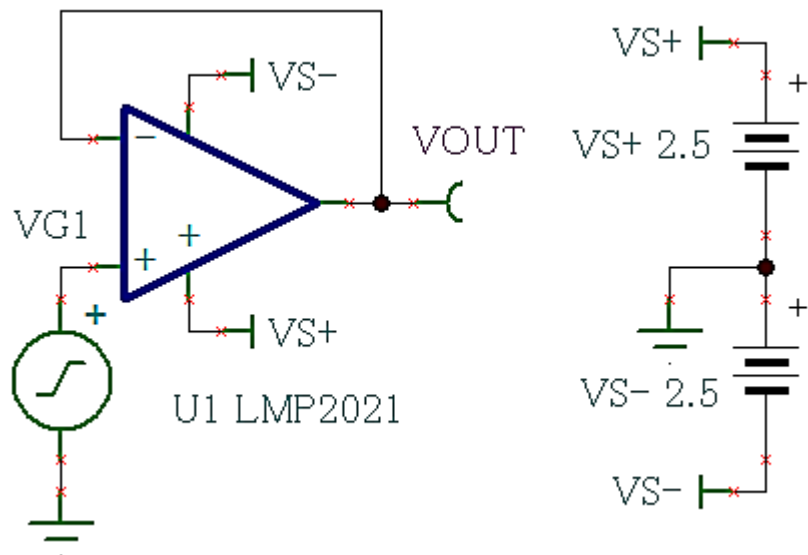 VS-
VS+
VOUT
VS+ 2.5
VG1
VS+
U1 LMP2021
VS- 2.5
VS-